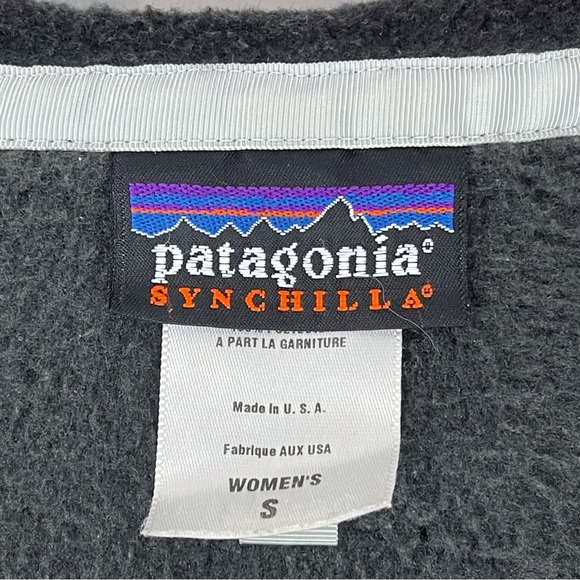 patagonia®
SYNCHILLA®
A PART LA GARNITURE
Made in U. S. A.
Fabrique AUX USA
WOMEN'S
S